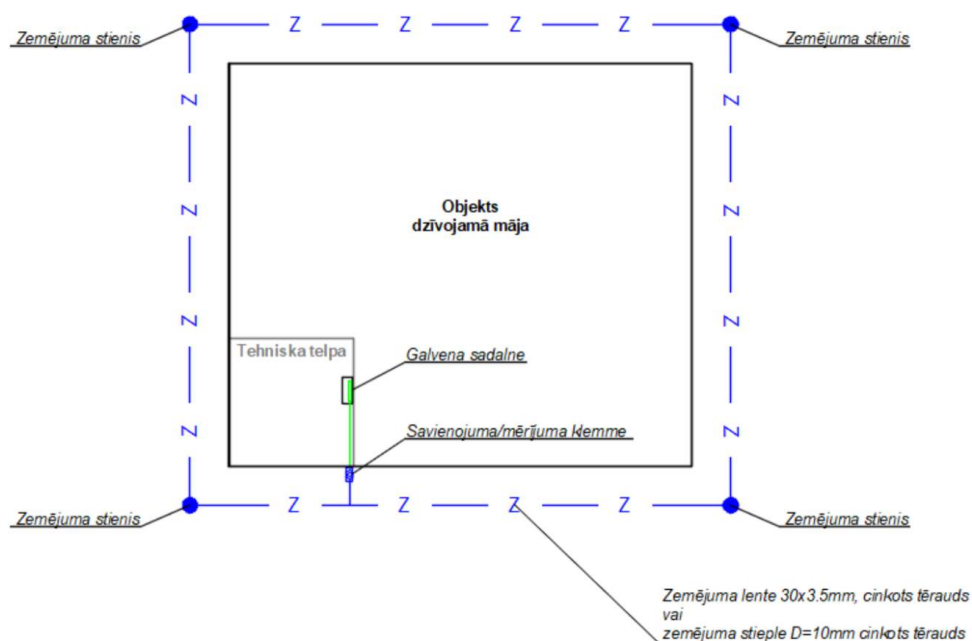 Z Z Z Z
Zemējuma stienis
Zemējuma stienis
Z Z
Z Z
Objekts
dzīvojamā māja
Z Z
Tehniska telpa
Galvena sadalne
Z Z
Savienojuma/mērījuma klemme
Z Z Z Z
Zemējuma stienis
Zemējuma stienis
Zemējuma lente 30x3.5mm, cinkots tērauds
vai
zemējuma stieple D=10mm cinkots tērauds